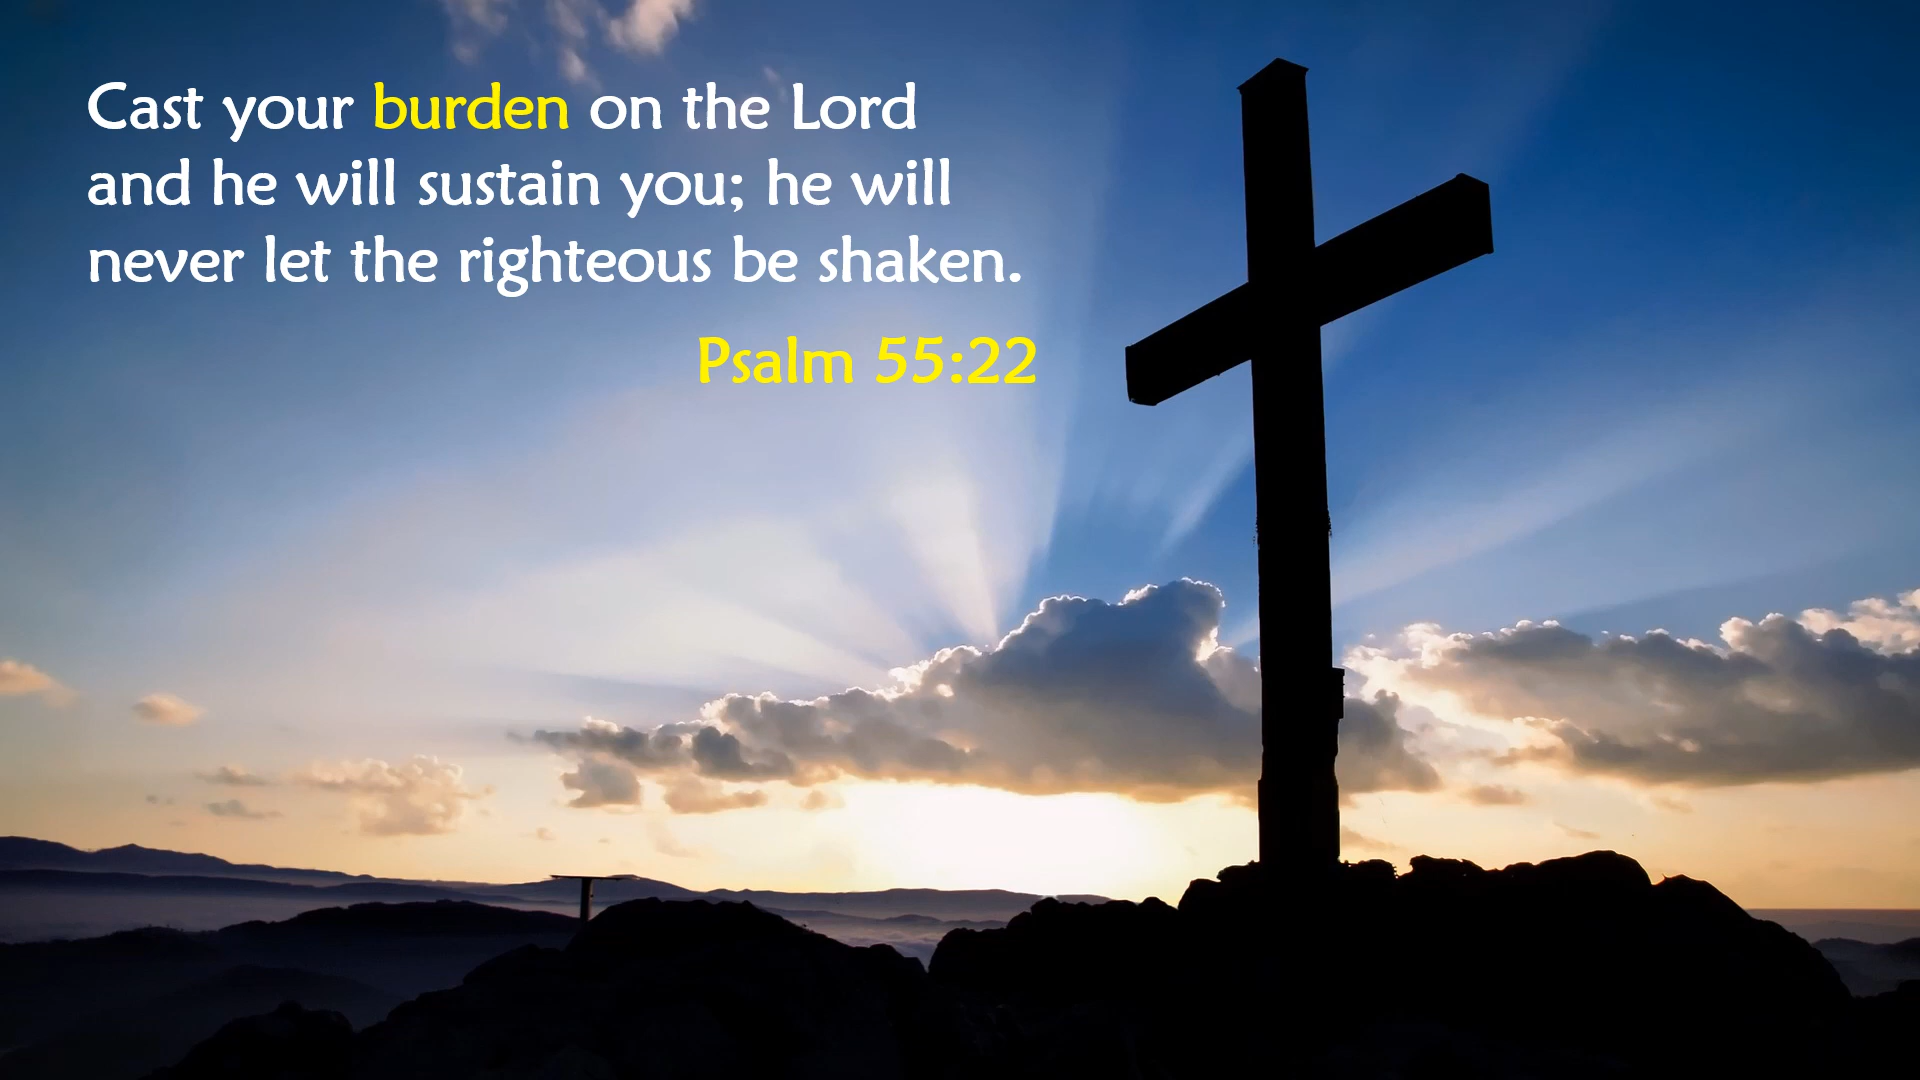 Cast your burden on the Lord
and he will sustain you; he will
never let the righteous be shaken.
Psalm 55:22